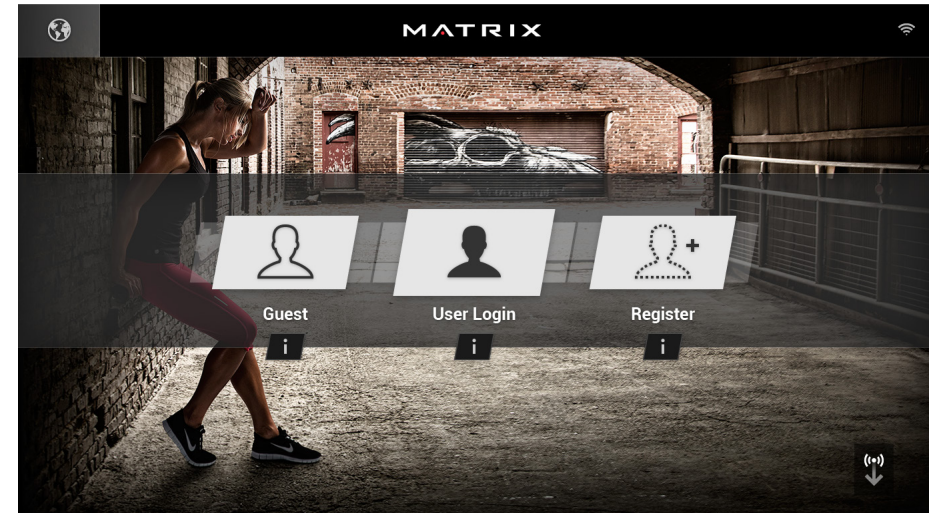 MATRIX
Guest
User Login
Register
i
i
i